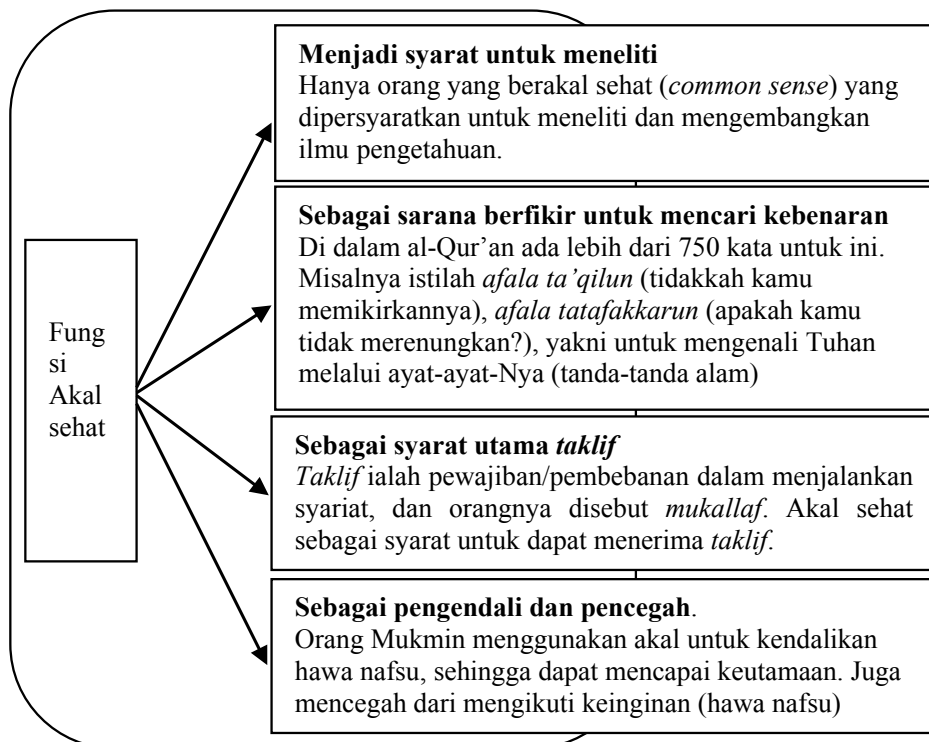 Fung
si
Akal
sehat
Menjadi syarat untuk meneliti
Hanya orang yang berakal sehat (common sense) yang
dipersyaratkan untuk meneliti dan mengembangkan
ilmu pengetahuan.
Sebagai sarana berfikir untuk mencari kebenaran
Di dalam al-Qur’an ada lebih dari 750 kata untuk ini.
Misalnya istilah afala ta’qilun (tidakkah kamu
memikirkannya), afala tatafakkarun (apakah kamu
tidak merenungkan?), yakni untuk mengenali Tuhan
melalui ayat-ayat-Nya (tanda-tanda alam)
Sebagai syarat utama taklif
Taklif ialah pewajiban/pembebanan dalam menjalankan
syariat, dan orangnya disebut mukallaf. Akal sehat
sebagai syarat untuk dapat menerima taklif.
Sebagai pengendali dan pencegah.
Orang Mukmin menggunakan akal untuk kendalikan
hawa nafsu, sehingga dapat mencapai keutamaan. Juga
mencegah dari mengikuti keinginan (hawa nafsu)